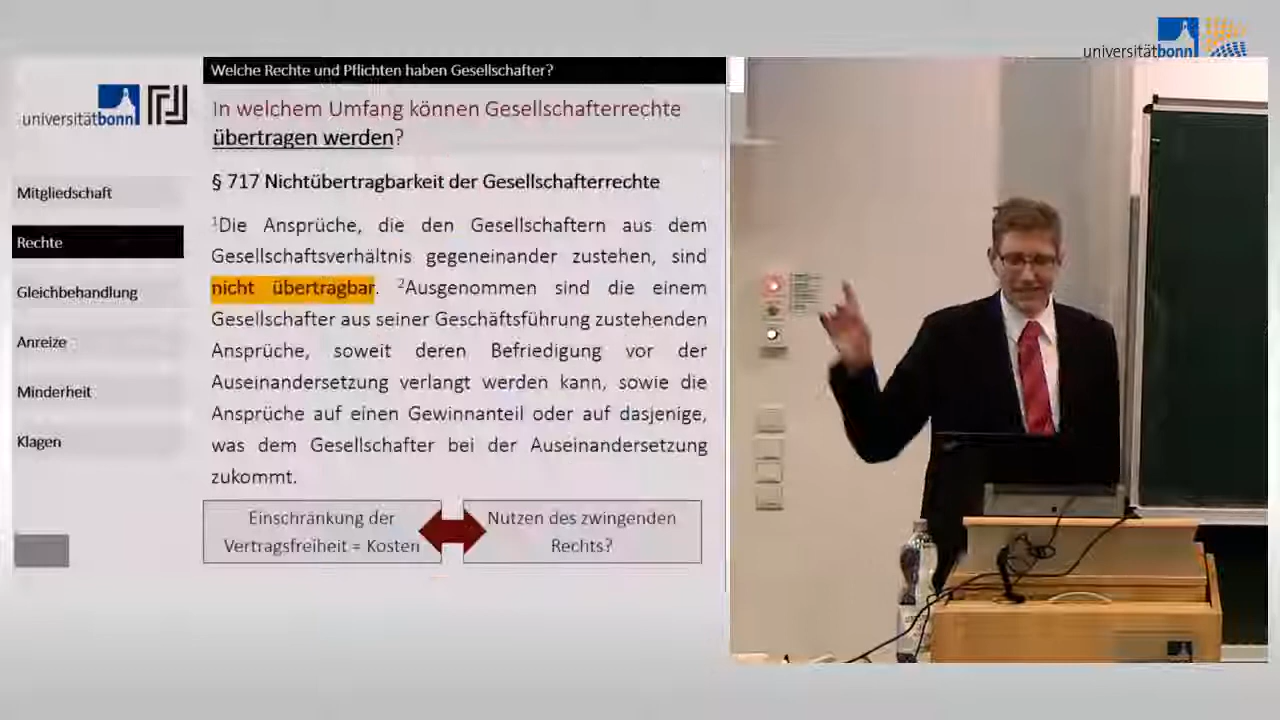 universitätbonn
Welche Rechte und Pflichten haben Gesellschafter?
universitätbonn
In welchem Umfang können Gesellschafterrechte
übertragen werden?
Mitgliedschaft
Rechte
Gleichbehandlung
Anreize
Minderheit
Klagen
§ 717 Nichtübertragbarkeit der Gesellschafterrechte
¹Die Ansprüche, die den Gesellschaftern aus dem
Gesellschaftsverhältnis gegeneinander zustehen, sind
nicht übertragbar. ²Ausgenommen sind die einem
Gesellschafter aus seiner Geschäftsführung zustehenden
Ansprüche, soweit deren Befriedigung vor der
Auseinandersetzung verlangt werden kann, sowie die
Ansprüche auf einen Gewinnanteil oder auf dasjenige,
was dem Gesellschafter bei der Auseinandersetzung
zukommt.
Einschränkung der
Vertragsfreiheit = Kosten
Nutzen des zwingenden
Rechts?